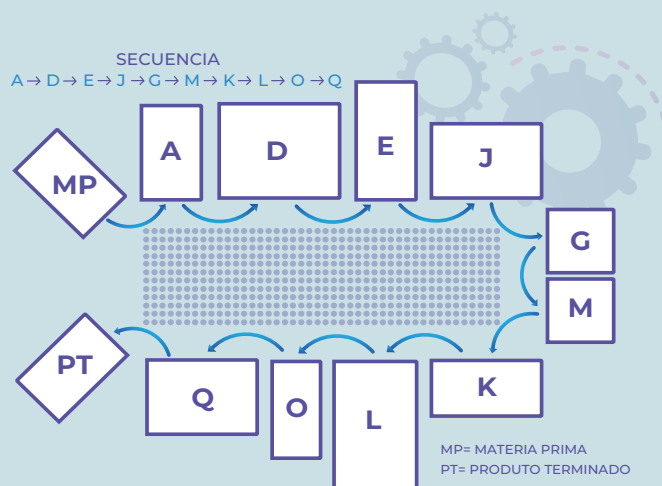 SECUENCIA
A → D → E → J → G → M → K → L → O → Q
MP
A
D
E
J
G
M
K
L
O
Q
PT
MP= MATERIA PRIMA
PT= PRODUTO TERMINADO